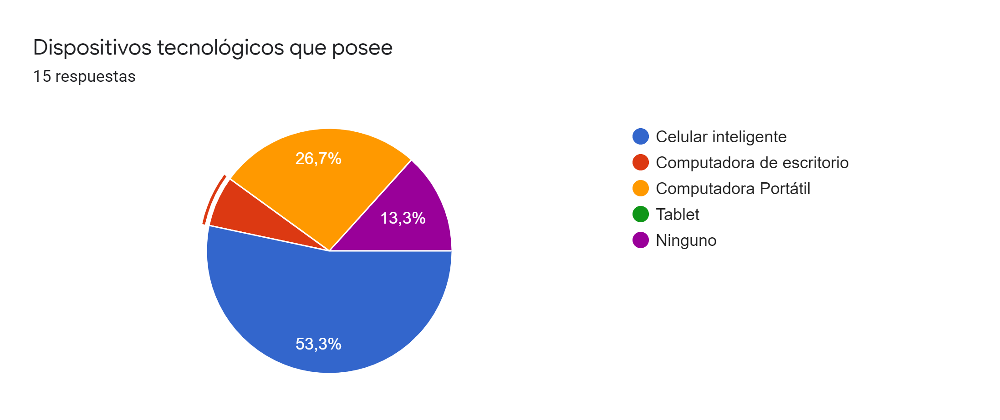 Dispositivos tecnológicos que posee
15 respuestas
26,7%
13,3%
53,3%
Celular inteligente
Computadora de escritorio
Computadora Portátil
Tablet
Ninguno